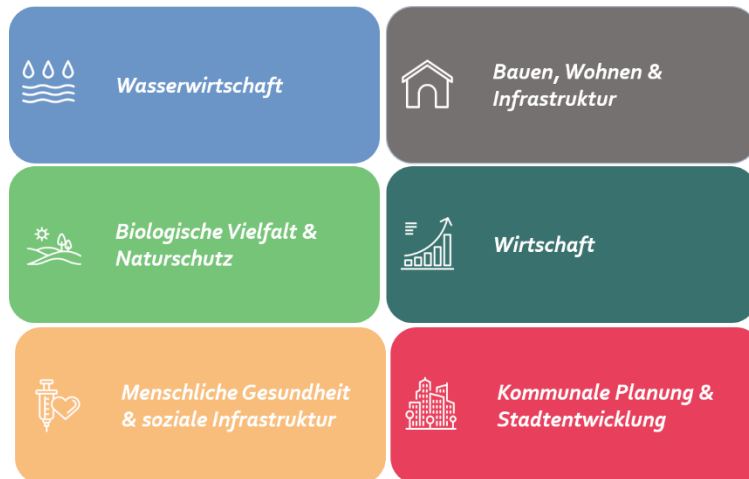 Wasserwirtschaft
Bauen, Wohnen &
Infrastruktur
Biologische Vielfalt &
Naturschutz
Wirtschaft
Menschliche Gesundheit
& soziale Infrastruktur
Kommunale Planung &
Stadtentwicklung